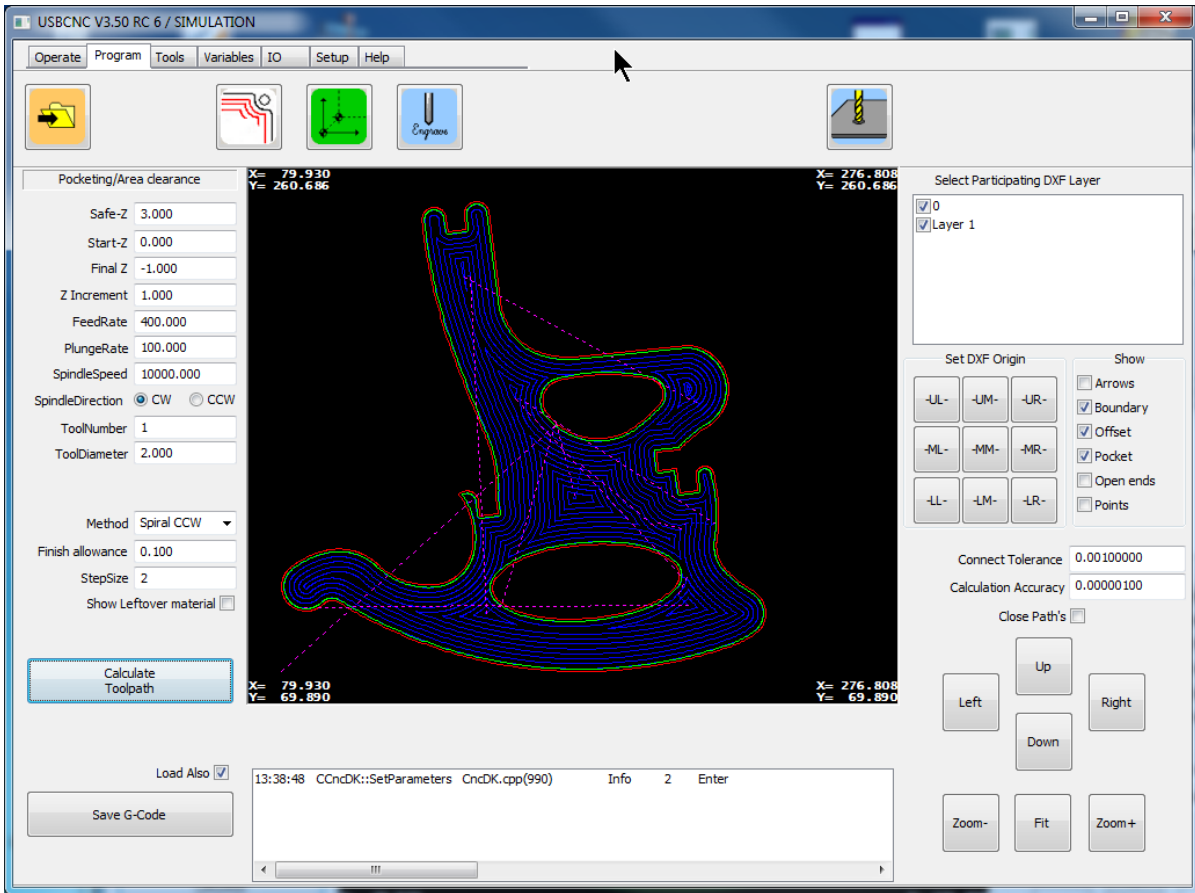 USBCNC V3.50 RC 6 / SIMULATION
Operate Program Tools Variables IO Setup Help
Engrave
Pocketing/Area clearance
Safe-Z 3.000
Start-Z 0.000
Final Z -1.000
Z Increment 1.000
FeedRate 400.000
PlungeRate 100.000
SpindleSpeed 10000.000
SpindleDirection CW CCW
ToolNumber 1
ToolDiameter 2.000
Method Spiral CCW
Finish allowance 0.100
StepSize 2
Show Leftover material
Calculate
Toolpath
Load Also
Save G-Code
X= 79.930
Y= 260.686
X= 276.808
Y= 260.686
X= 79.930
Y= 69.890
X= 276.808
Y= 69.890
13:38:48 CCncDK::SetParameters CncDK.cpp(990) Info 2 Enter
Select Participating DXF Layer
0
Layer 1
Set DXF Origin
-UL- -UM- -UR-
-ML- -MM- -MR-
-LL- -LM- -LR-
Show
Arrows
Boundary
Offset
Pocket
Open ends
Points
Connect Tolerance 0.00100000
Calculation Accuracy 0.00000100
Close Path's
Up
Left Right
Down
Zoom- Fit Zoom+